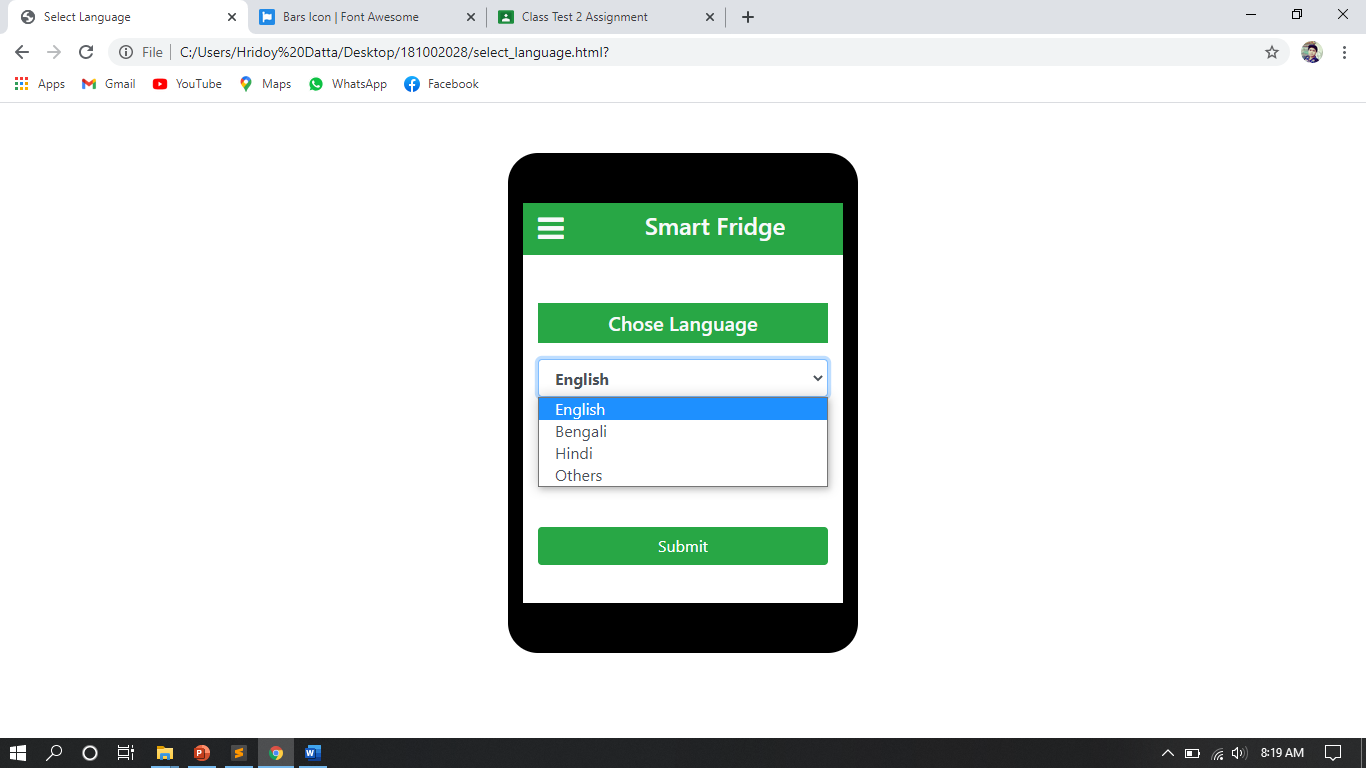 Select Language
Bars Icon | Font Awesome
Class Test 2 Assignment
File
C:/Users/Hridoy%20Datta/Desktop/181002028/select_language.html?
Apps
Gmail
YouTube
Maps
WhatsApp
Facebook
Smart Fridge
Chose Language
English
English
Bengali
Hindi
Others
Submit
8:19 AM